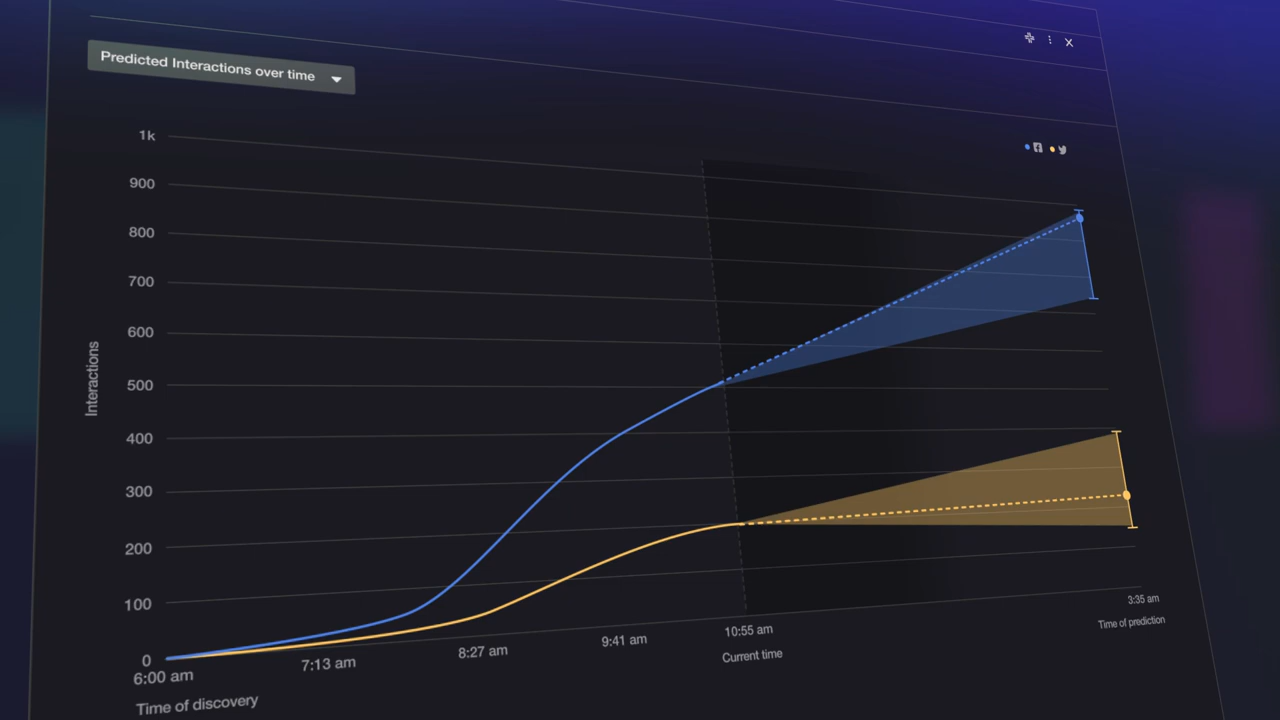 Predicted Interactions over time
1k
900
800
700
600
500
400
300
200
100
0
Interactions
6:00 am
7:13 am
8:27 am
9:41 am
10:55 am
3:35 am
Time of discovery
Current time
Time of prediction